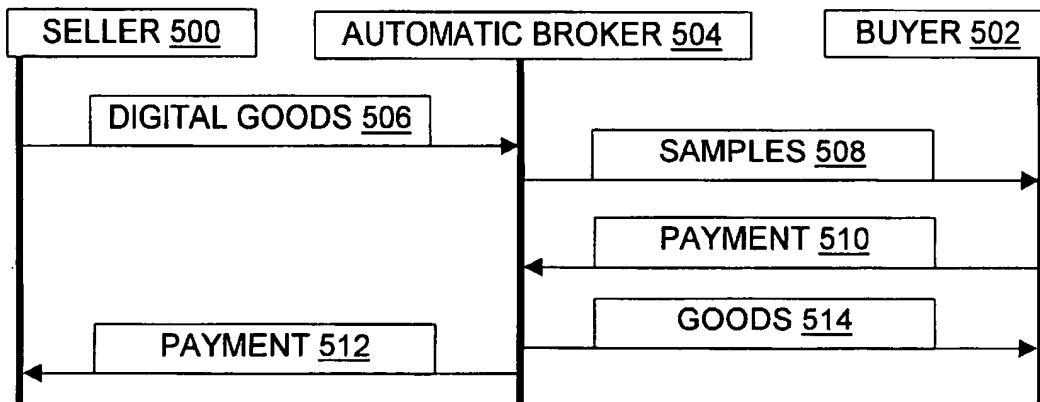 SELLER 500
AUTOMATIC BROKER 504
BUYER 502
DIGITAL GOODS 506
SAMPLES 508
PAYMENT 510
GOODS 514
PAYMENT 512